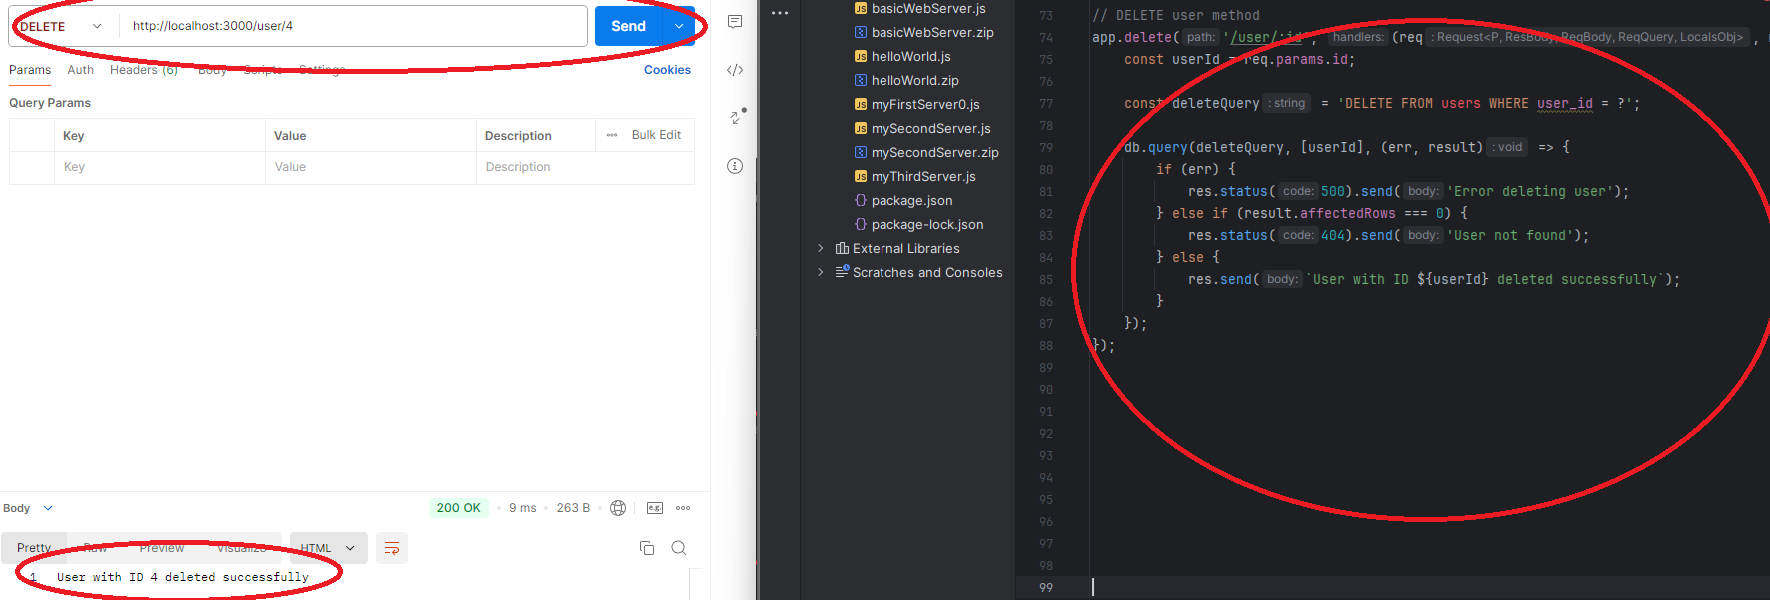 DELETE
http://localhost:3000/user/4
Send
Params Auth Headers (6) Body Scripts Settings
Cookies
Query Params
Key Value Description Bulk Edit
Key Value Description
Body
200 OK • 9 ms • 263 B
Pretty Raw Preview Visualize HTML
1 User with ID 4 deleted successfully
basicWebServer.js
basicWebServer.zip
helloWorld.js
helloWorld.zip
myFirstServer0.js
mySecondServer.js
mySecondServer.zip
myThirdServer.js
package.json
package-lock.json
External Libraries
Scratches and Consoles
73 // DELETE user method
74 app.delete( path: '/user/:id', handlers: (req : Request<P, ResBody, ReqBody, ReqQuery, LocalsObj> ,
75 const userId = req.params.id;
76
77 const deleteQuery : string = 'DELETE FROM users WHERE user_id = ?';
78
79 db.query(deleteQuery, [userId], (err, result) : void => {
80 if (err) {
81 res.status( code: 500).send( body: 'Error deleting user');
82 } else if (result.affectedRows === 0) {
83 res.status( code: 404).send( body: 'User not found');
84 } else {
85 res.send( body: `User with ID ${userId} deleted successfully`);
86 }
87 });
88 });
89
90
91
92
93
94
95
96
97
98
99